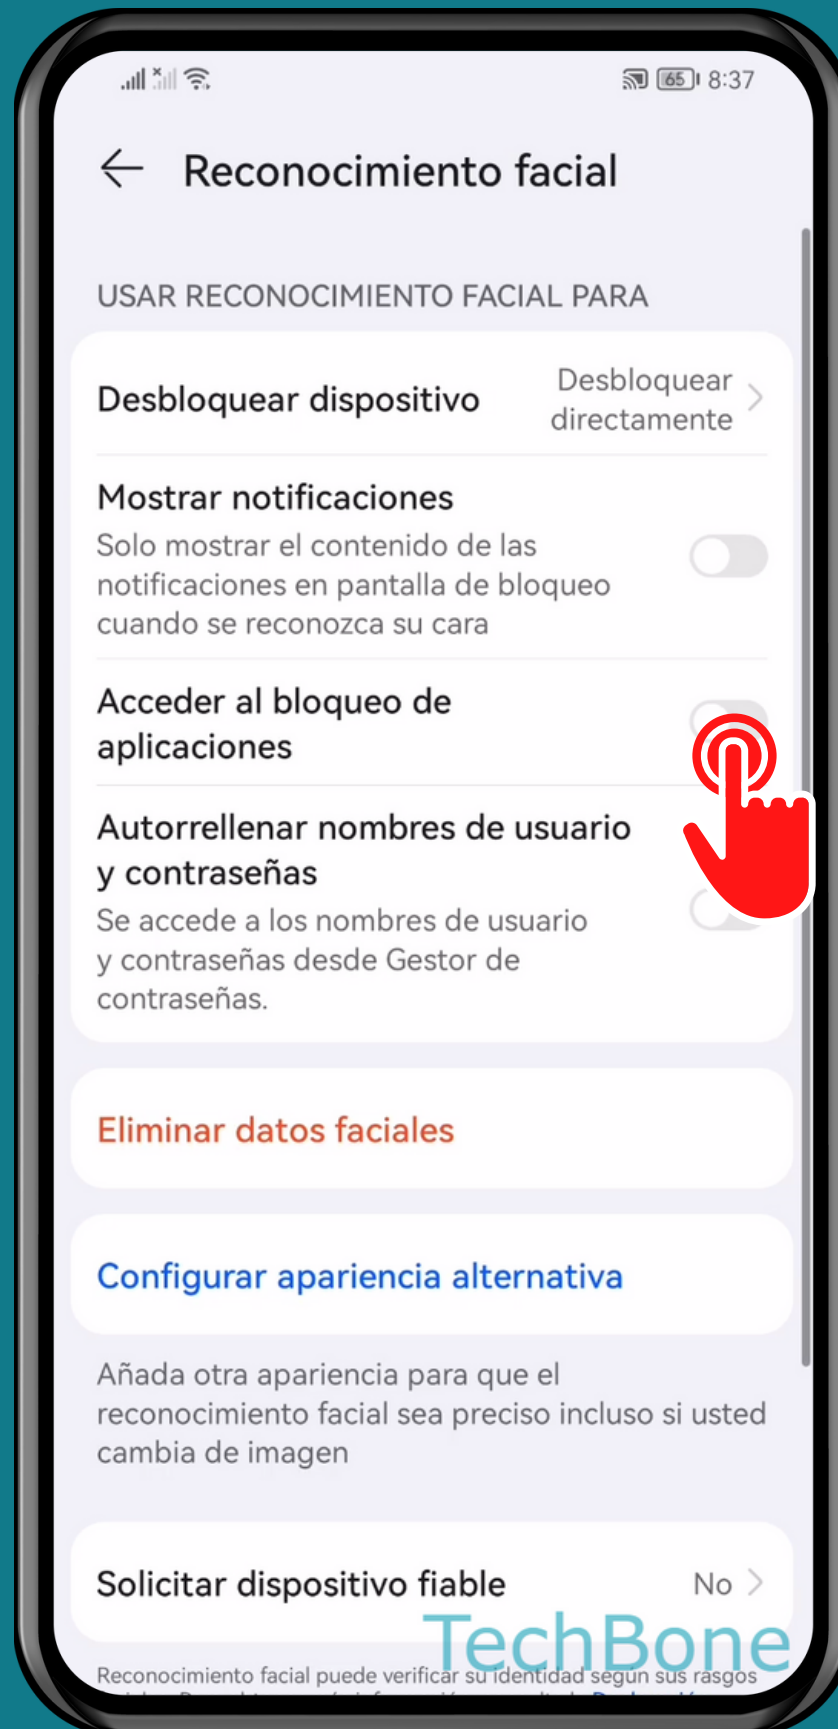 65 8:37
Reconocimiento facial
USAR RECONOCIMIENTO FACIAL PARA
Desbloquear dispositivo
Desbloquear
directamente
Mostrar notificaciones
Solo mostrar el contenido de las
notificaciones en pantalla de bloqueo
cuando se reconozca su cara
Acceder al bloqueo de
aplicaciones
Autorrellenar nombres de usuario
y contraseñas
Se accede a los nombres de usuario
y contraseñas desde Gestor de
contraseñas.
Eliminar datos faciales
Configurar apariencia alternativa
Añada otra apariencia para que el
reconocimiento facial sea preciso incluso si usted
cambia de imagen
Solicitar dispositivo fiable No
TechBone
Reconocimiento facial puede verificar su identidad según sus rasgos